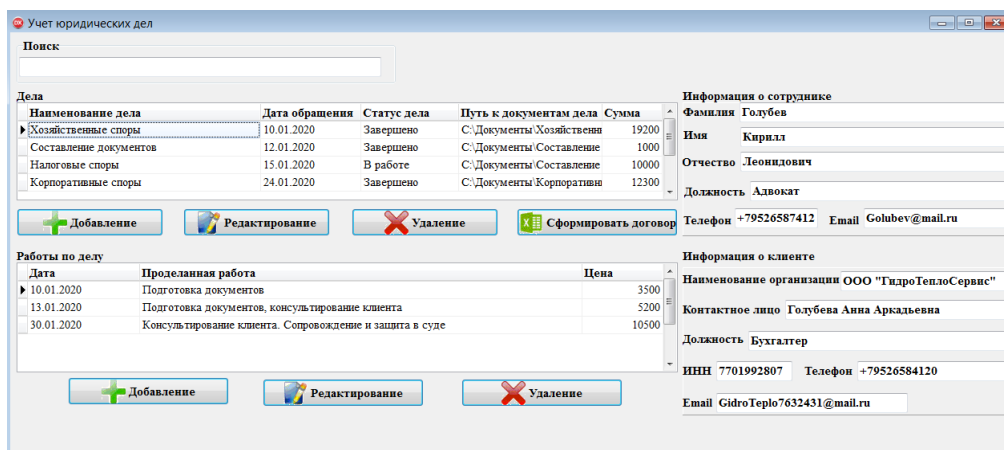 Учет юридических дел
Поиск
Дела
Наименование дела Дата обращения Статус дела Путь к документам дела Сумма
Хозяйственные споры 10.01.2020 Завершено C:\Документы\Хозяйственн 19200
Составление документов 12.01.2020 Завершено C:\Документы\Составление 1000
Налоговые споры 15.01.2020 В работе C:\Документы\Составление 10000
Корпоративные споры 24.01.2020 Завершено C:\Документы\Корпоративн 12300
Добавление Редактирование Удаление Сформировать договор
Работы по делу
Дата Проделанная работа Цена
10.01.2020 Подготовка документов 3500
13.01.2020 Подготовка документов, консультирование клиента 5200
30.01.2020 Консультирование клиента. Сопровождение и защита в суде 10500
Добавление Редактирование Удаление
Информация о сотруднике
Фамилия Голубев
Имя Кирилл
Отчество Леонидович
Должность Адвокат
Телефон +79526587412 Email Golubev@mail.ru
Информация о клиенте
Наименование организации ООО "ГидроТеплоСервис"
Контактное лицо Голубева Анна Аркадьевна
Должность Бухгалтер
ИНН 7701992807 Телефон +79526584120
Email GidroTeplo7632431@mail.ru